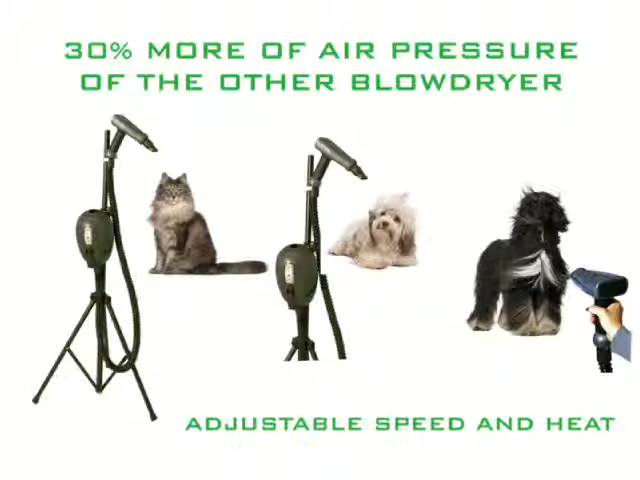 30% MORE OF AIR PRESSURE
OF THE OTHER BLOWDRYER
ADJUSTABLE SPEED AND HEAT